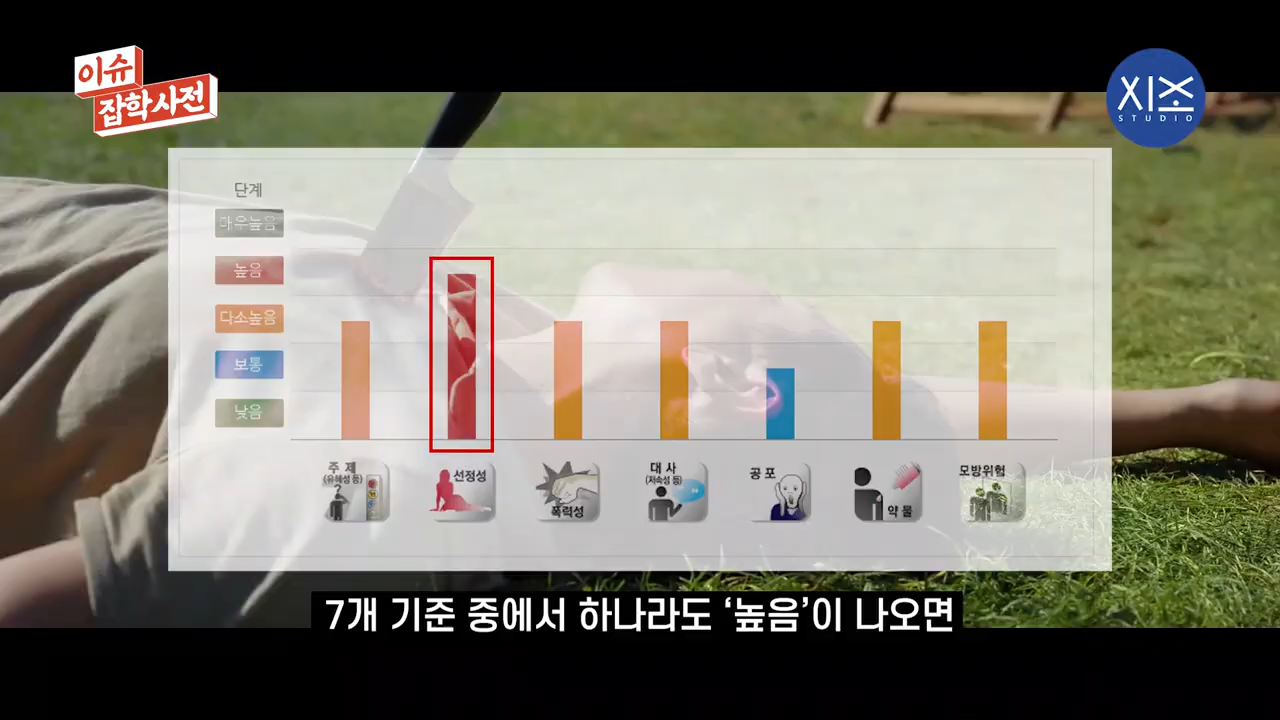 이슈
잡학사전
지조
STUDIO
단계
매우높음
높음
다소높음
보통
낮음
주 제
(유해성 등)
선정성
폭력성
대 사
(저속성 등)
공 포
약 물
모방위험
7개 기준 중에서 하나라도 ‘높음’이 나오면